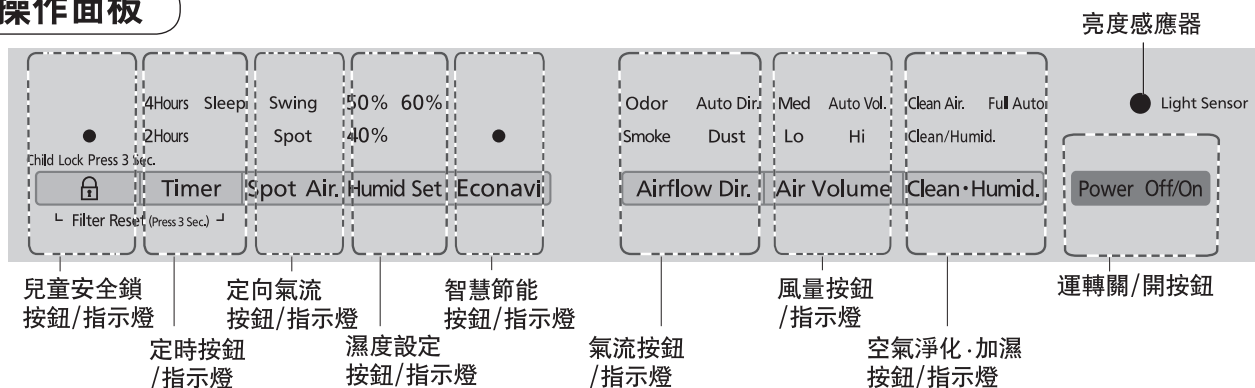 操作面板
亮度感應器
4Hours Sleep Swing 50% 60% Odor Auto Dir. Med Auto Vol. Clean Air. Full Auto Light Sensor
2Hours Spot 40% Smoke Dust Lo Hi Clean/Humid.
Child Lock Press 3 Sec.
Timer Spot Air. Humid Set Econavi Airflow Dir. Air Volume Clean·Humid. Power Off/On
Filter Reset (Press 3 Sec.)
兒童安全鎖 定向氣流 智慧節能 風量按鈕 運轉關/開按鈕
按鈕/指示燈 按鈕/指示燈 按鈕/指示燈 /指示燈
定時按鈕 濕度設定 氣流按鈕 空氣淨化·加濕
/指示燈 按鈕/指示燈 /指示燈 按鈕/指示燈